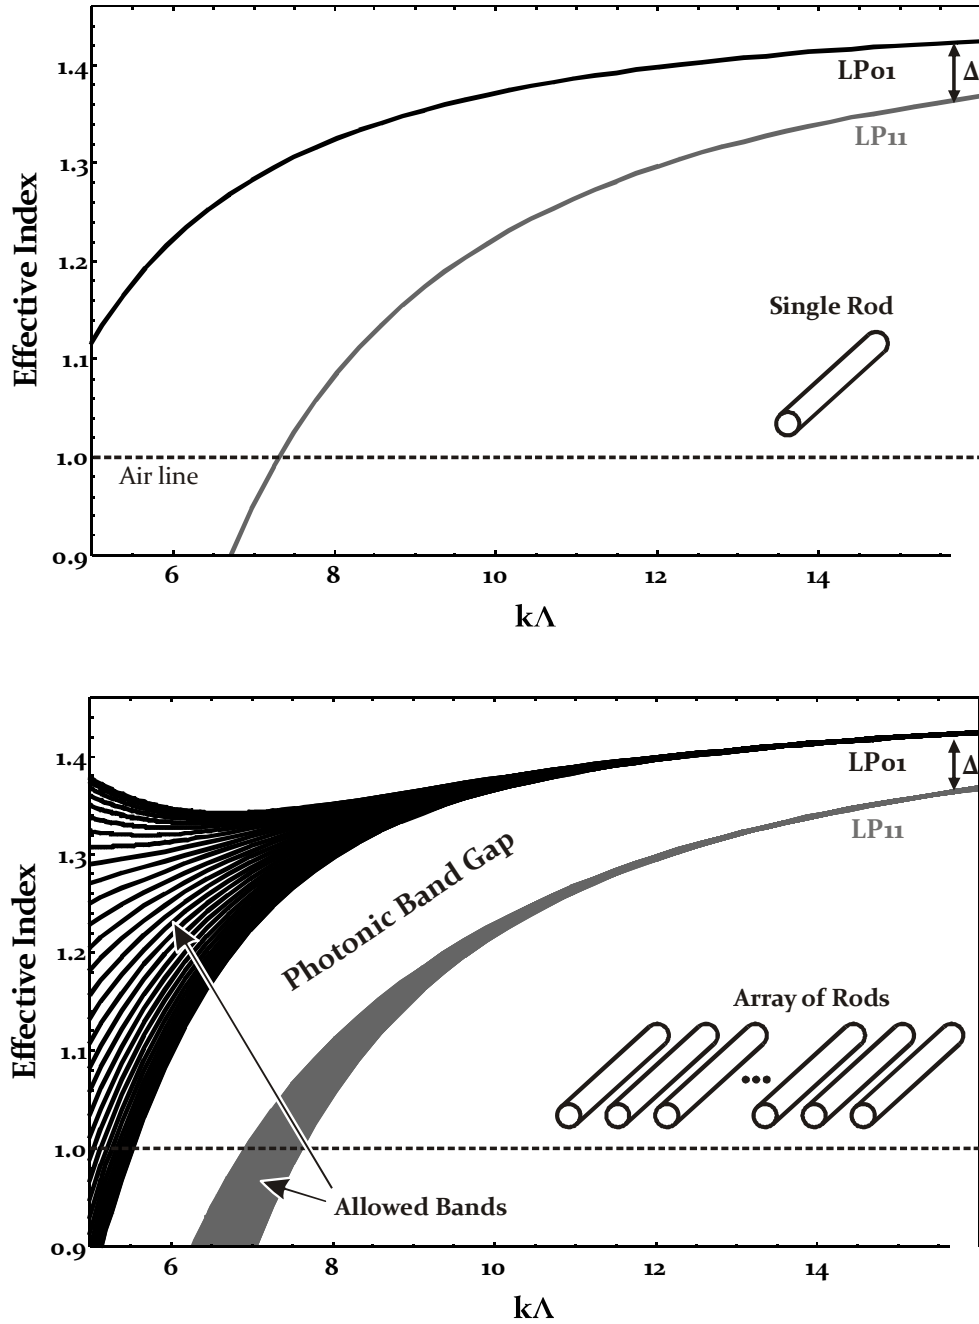 1.4
LP01
Δ
LP11
1.3
Effective Index
1.2
Single Rod
1.1
1.0
Air line
0.9
6 8 10 12 14
kΛ
1.4
LP01
Δ
LP11
1.3
Photonic Band Gap
Effective Index
1.2
Array of Rods
1.1
...
1.0
Allowed Bands
0.9
6 8 10 12 14
kΛ